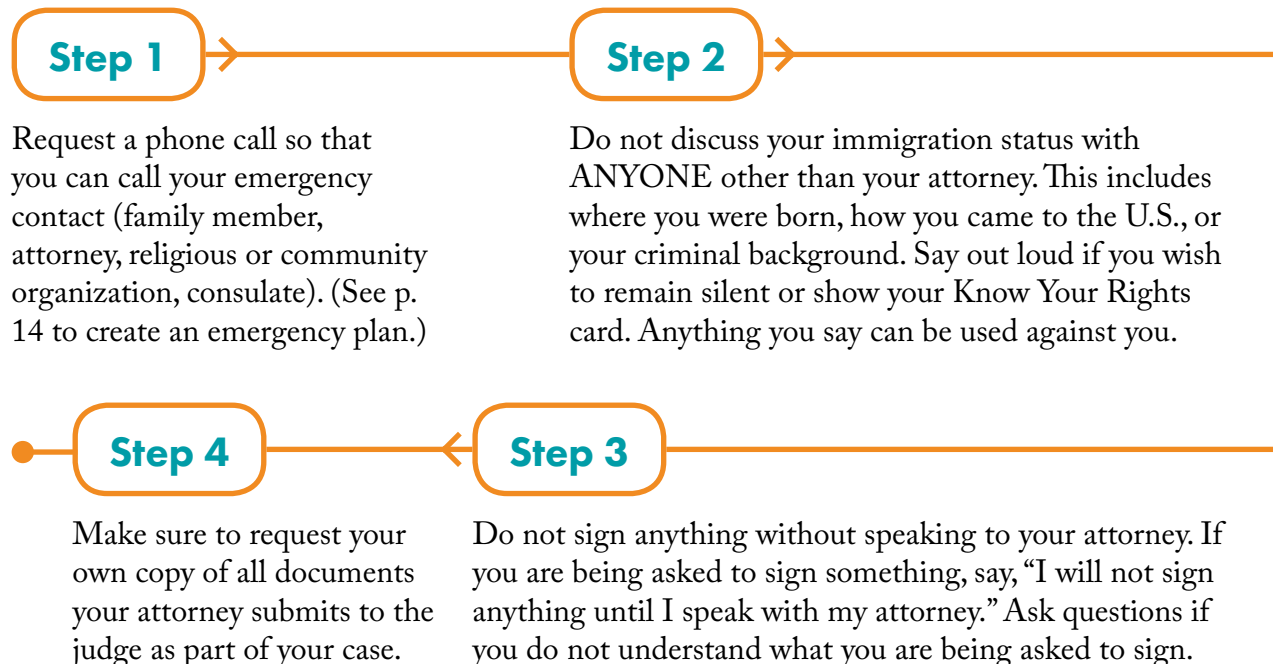 Step 1
Request a phone call so that
you can call your emergency
contact (family member,
attorney, religious or community
organization, consulate). (See p.
14 to create an emergency plan.)
Step 2
Do not discuss your immigration status with
ANYONE other than your attorney. This includes
where you were born, how you came to the U.S., or
your criminal background. Say out loud if you wish
to remain silent or show your Know Your Rights
card. Anything you say can be used against you.
Step 3
Do not sign anything without speaking to your attorney. If
you are being asked to sign something, say, “I will not sign
anything until I speak with my attorney.” Ask questions if
you do not understand what you are being asked to sign.
Step 4
Make sure to request your
own copy of all documents
your attorney submits to the
judge as part of your case.